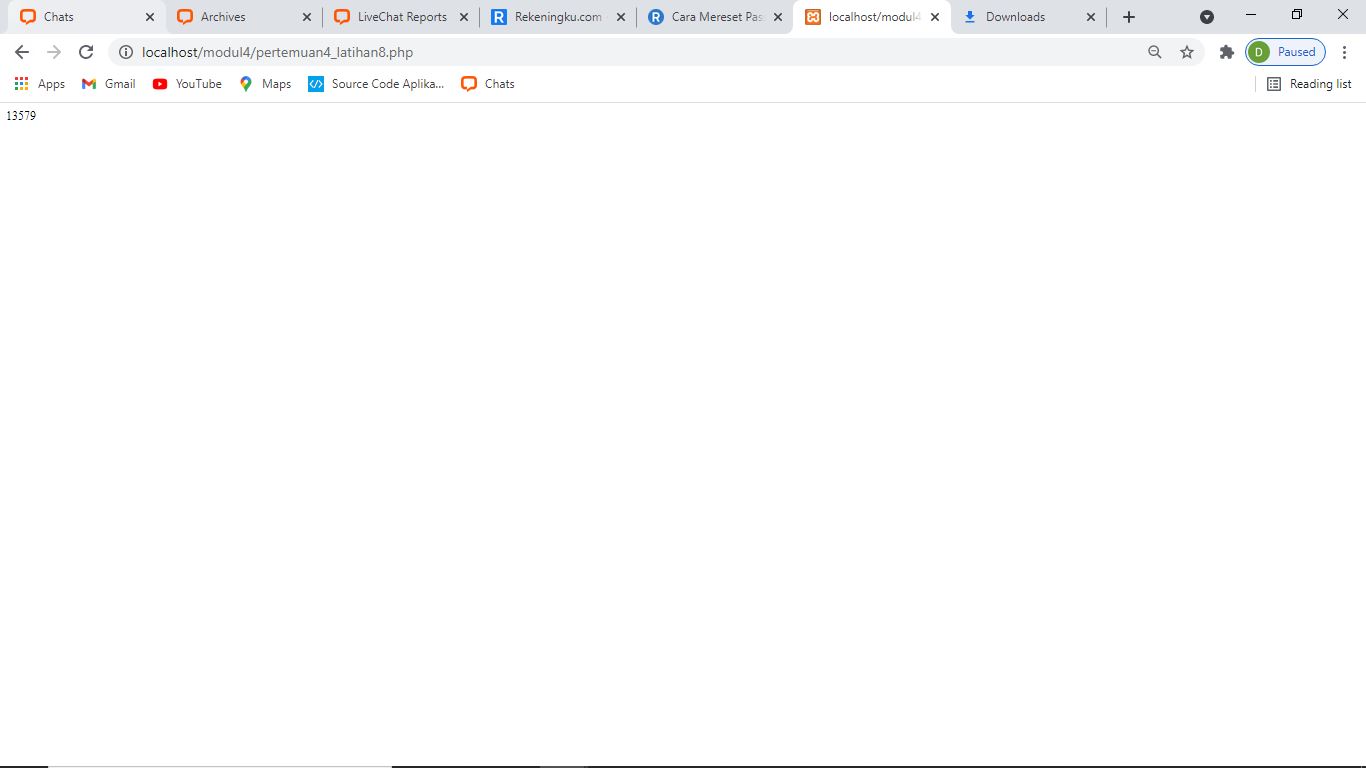 Chats Archives LiveChat Reports Rekeningku.com Cara Mereset Pas localhost/modul4 Downloads
localhost/modul4/pertemuan4_latihan8.php D Paused
Apps Gmail YouTube Maps Source Code Aplika... Chats Reading list
13579